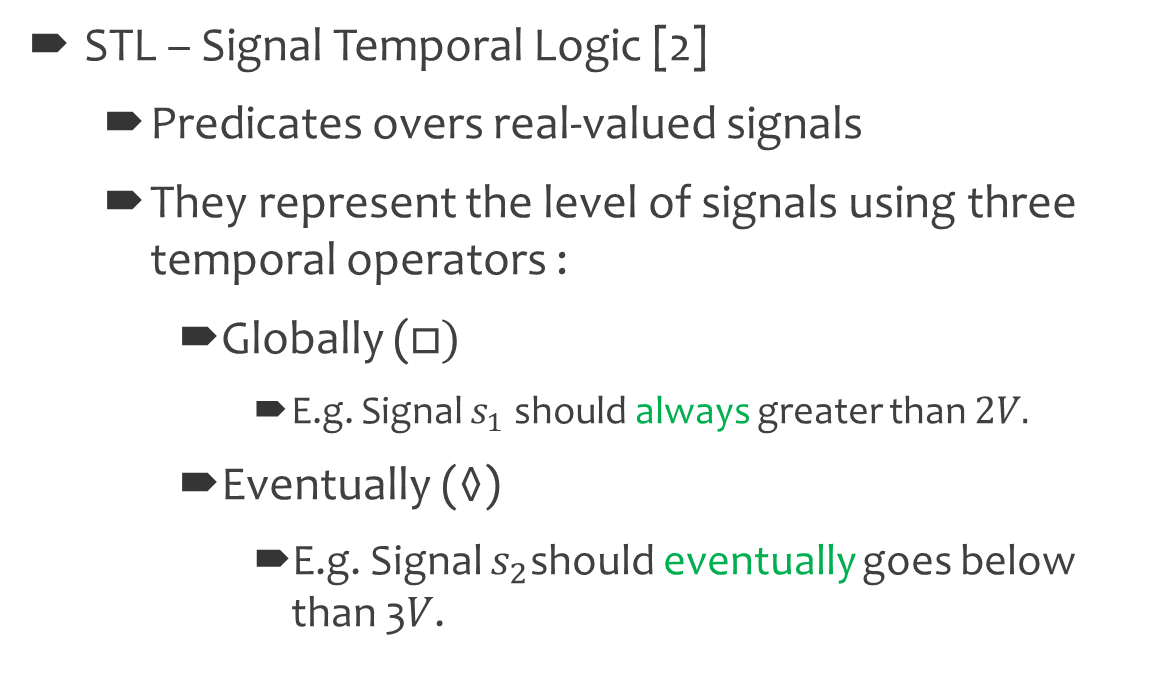 STL – Signal Temporal Logic [2]
Predicates overs real-valued signals
They represent the level of signals using three
temporal operators :
Globally (□)
E.g. Signal s₁ should always greater than 2V.
Eventually (◊)
E.g. Signal s₂ should eventually goes below
than 3V.